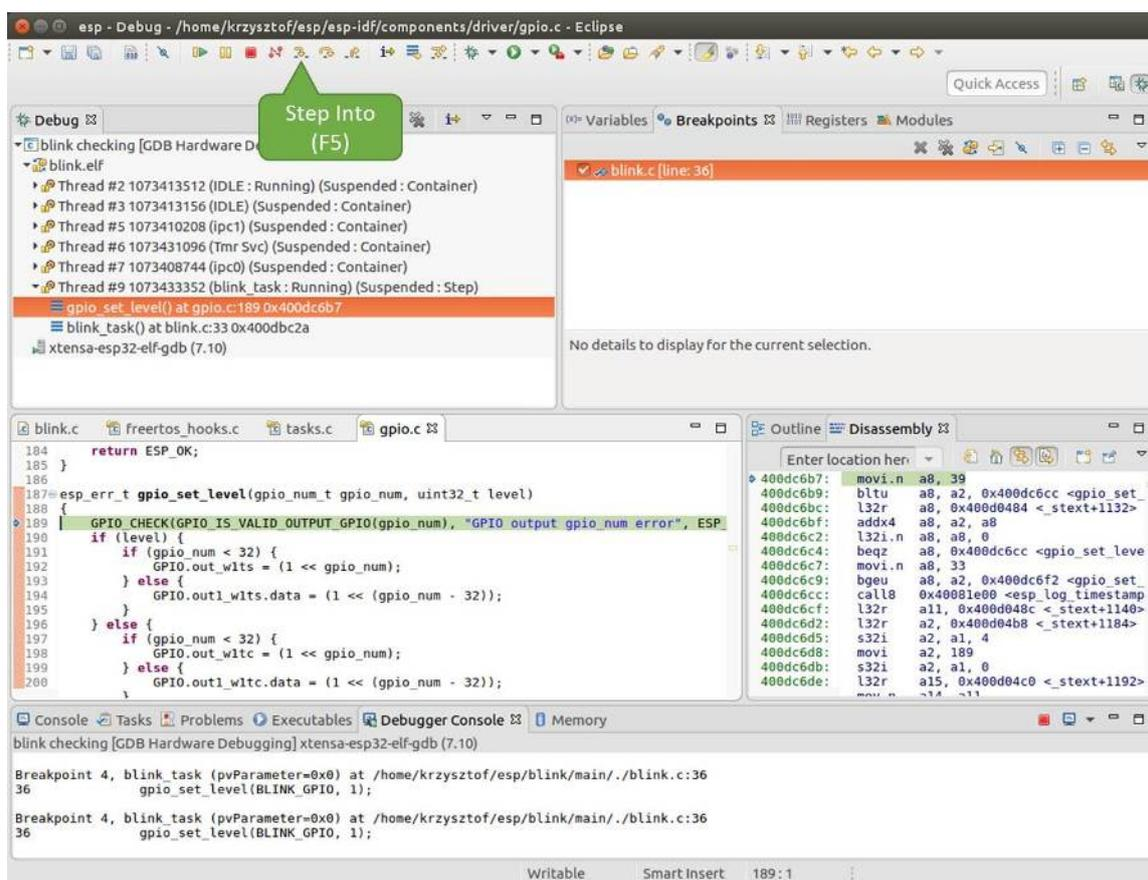 esp - Debug - /home/krzysztof/esp/esp-idf/components/driver/gpio.c - Eclipse
Quick Access
Step Into
(F5)
Debug
blink checking [GDB Hardware D
blink.elf
Thread #2 1073413512 (IDLE : Running) (Suspended : Container)
Thread #3 1073413156 (IDLE) (Suspended : Container)
Thread #5 1073410208 (ipc1) (Suspended : Container)
Thread #6 1073431096 (Tmr Svc) (Suspended : Container)
Thread #7 1073408744 (ipc0) (Suspended : Container)
Thread #9 1073433352 (blink_task : Running) (Suspended : Step)
gpio_set_level() at gpio.c:189 0x400dc6b7
blink_task() at blink.c:33 0x400dbc2a
xtensa-esp32-elf-gdb (7.10)
(x)= Variables Breakpoints Registers Modules
blink.c [line: 36]
No details to display for the current selection.
blink.c freertos_hooks.c tasks.c gpio.c
184 return ESP_OK;
185 }
186
187 esp_err_t gpio_set_level(gpio_num_t gpio_num, uint32_t level)
188 {
189 GPIO_CHECK(GPIO_IS_VALID_OUTPUT_GPIO(gpio_num), "GPIO output gpio_num error", ESP_
190 if (level) {
191 if (gpio_num < 32) {
192 GPIO.out_w1ts = (1 << gpio_num);
193 } else {
194 GPIO.out1_w1ts.data = (1 << (gpio_num - 32));
195 }
196 } else {
197 if (gpio_num < 32) {
198 GPIO.out_w1tc = (1 << gpio_num);
199 } else {
200 GPIO.out1_w1tc.data = (1 << (gpio_num - 32));
}
Outline Disassembly
Enter location her
400dc6b7: movi.n a8, 39
400dc6b9: bltu a8, a2, 0x400dc6cc <gpio_set_
400dc6bc: l32r a8, 0x400d0484 <_stext+1132>
400dc6bf: addx4 a8, a2, a8
400dc6c2: l32i.n a8, a8, 0
400dc6c4: beqz a8, 0x400dc6cc <gpio_set_leve
400dc6c7: movi.n a8, 33
400dc6c9: bgeu a8, a2, 0x400dc6f2 <gpio_set_
400dc6cc: call8 0x40081e00 <esp_log_timestamp
400dc6cf: l32r a11, 0x400d048c <_stext+1140>
400dc6d2: l32r a2, 0x400d04b8 <_stext+1184>
400dc6d5: s32i a2, a1, 4
400dc6d8: movi a2, 189
400dc6db: s32i a2, a1, 0
400dc6de: l32r a15, 0x400d04c0 <_stext+1192>
Console Tasks Problems Executables Debugger Console Memory
blink checking [GDB Hardware Debugging] xtensa-esp32-elf-gdb (7.10)
Breakpoint 4, blink_task (pvParameter=0x0) at /home/krzysztof/esp/blink/main/./blink.c:36
36 gpio_set_level(BLINK_GPIO, 1);
Breakpoint 4, blink_task (pvParameter=0x0) at /home/krzysztof/esp/blink/main/./blink.c:36
36 gpio_set_level(BLINK_GPIO, 1);
Writable Smart Insert 189 : 1